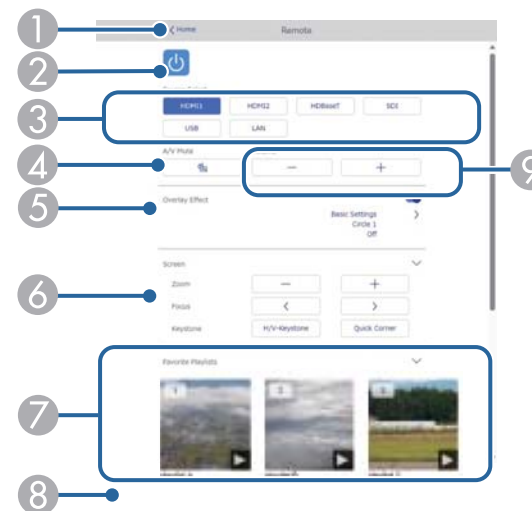 1
Home
Remote
2
3
HDMI1
HDMI2
HDBaseT
SDI
USB
LAN
4
A/V Mute
−
+
9
5
Overlay Effect
Basic Settings
Circle 1
Off
Screen
6
Zoom
−
+
Focus
Keystone
H/V-Keystone
Quick Corner
7
Favorite Playlists
1
8